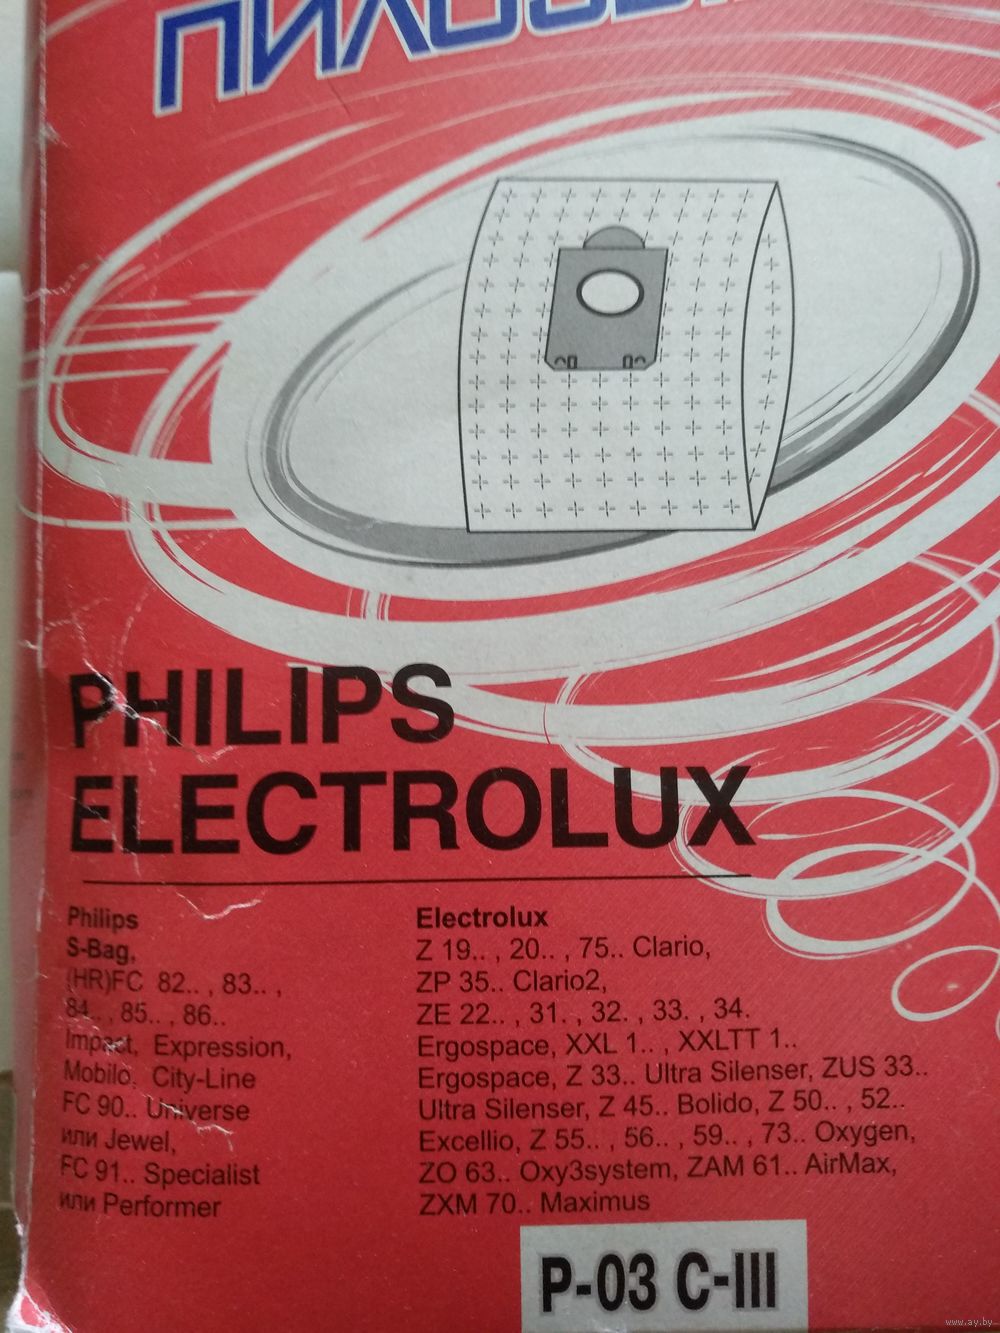 PHILIPS
ELECTROLUX
Philips
S-Bag,
(HR)FC 82.. , 83.. ,
84.. , 85.. , 86..
Impact, Expression,
Mobilo, City-Line
FC 90.. Universe
или Jewel,
FC 91.. Specialist
или Performer
Electrolux
Z 19.. , 20.. , 75.. Clario,
ZP 35.. Clario2,
ZE 22.. , 31. , 32. , 33. , 34.
Ergospace, XXL 1.. , XXLTT 1..
Ergospace, Z 33.. Ultra Silenser, ZUS 33..
Ultra Silenser, Z 45.. Bolido, Z 50.. , 52..
Excellio, Z 55.. , 56.. , 59.. , 73.. Oxygen,
ZO 63.. Oxy3system, ZAM 61.. AirMax,
ZXM 70.. Maximus
P-03 C-III
www.ay.by